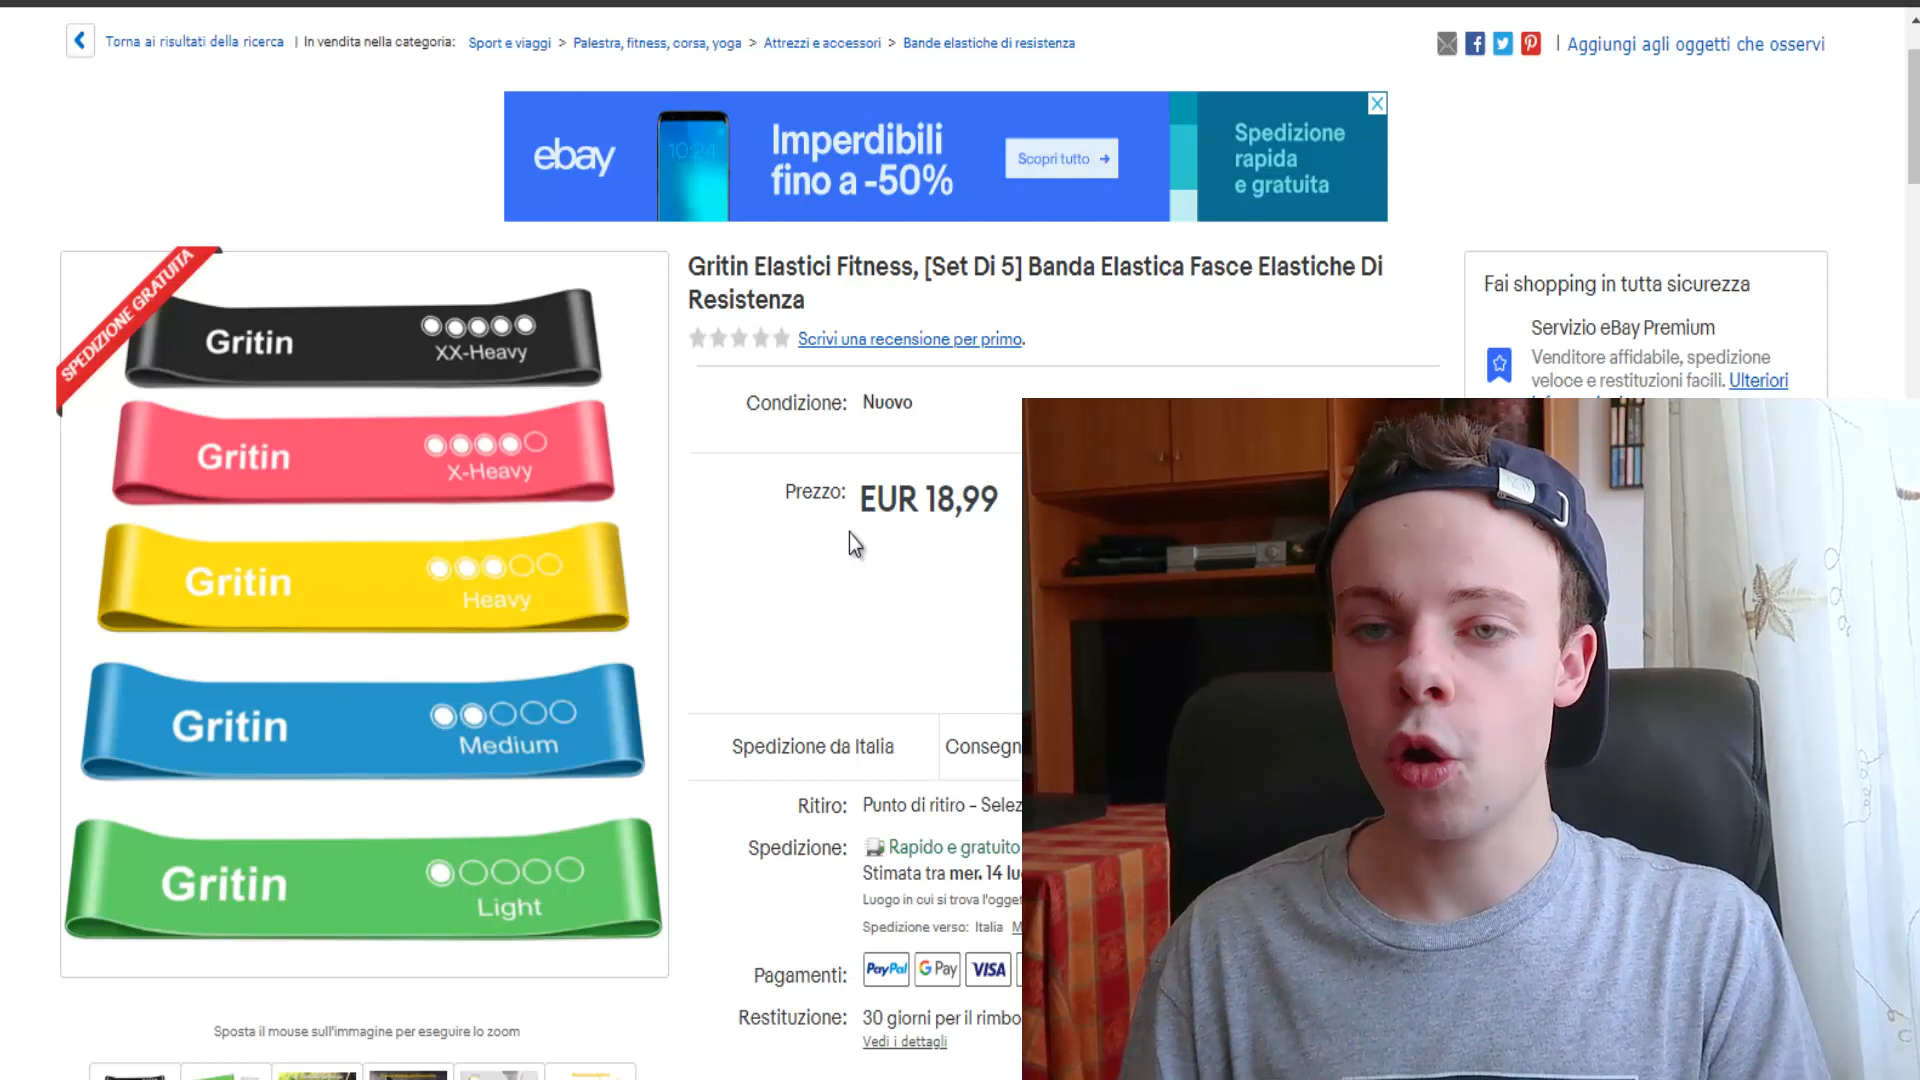 Torna ai risultati della ricerca | In vendita nella categoria: Sport e viaggi > Palestra, fitness, corsa, yoga > Attrezzi e accessori > Bande elastiche di resistenza
| Aggiungi agli oggetti che osservi
ebay
10:24
Imperdibili
fino a -50%
Scopri tutto →
Spedizione
rapida
e gratuita
SPEDIZIONE GRATUITA
Gritin
XX-Heavy
Gritin
X-Heavy
Gritin
Heavy
Gritin
Medium
Gritin
Light
Sposta il mouse sull'immagine per eseguire lo zoom
Gritin Elastici Fitness, [Set Di 5] Banda Elastica Fasce Elastiche Di
Resistenza
Scrivi una recensione per primo.
Condizione: Nuovo
Prezzo: EUR 18,99
Spedizione da Italia
Consegn
Ritiro: Punto di ritiro - Selez
Spedizione: Rapido e gratuito
Stimata tra mer. 14 lu
Luogo in cui si trova l'ogget
Spedizione verso: Italia M
Pagamenti: PayPal G Pay VISA
Restituzione: 30 giorni per il rimbo
Vedi i dettagli
Fai shopping in tutta sicurezza
Servizio eBay Premium
Venditore affidabile, spedizione
veloce e restituzioni facili. Ulteriori